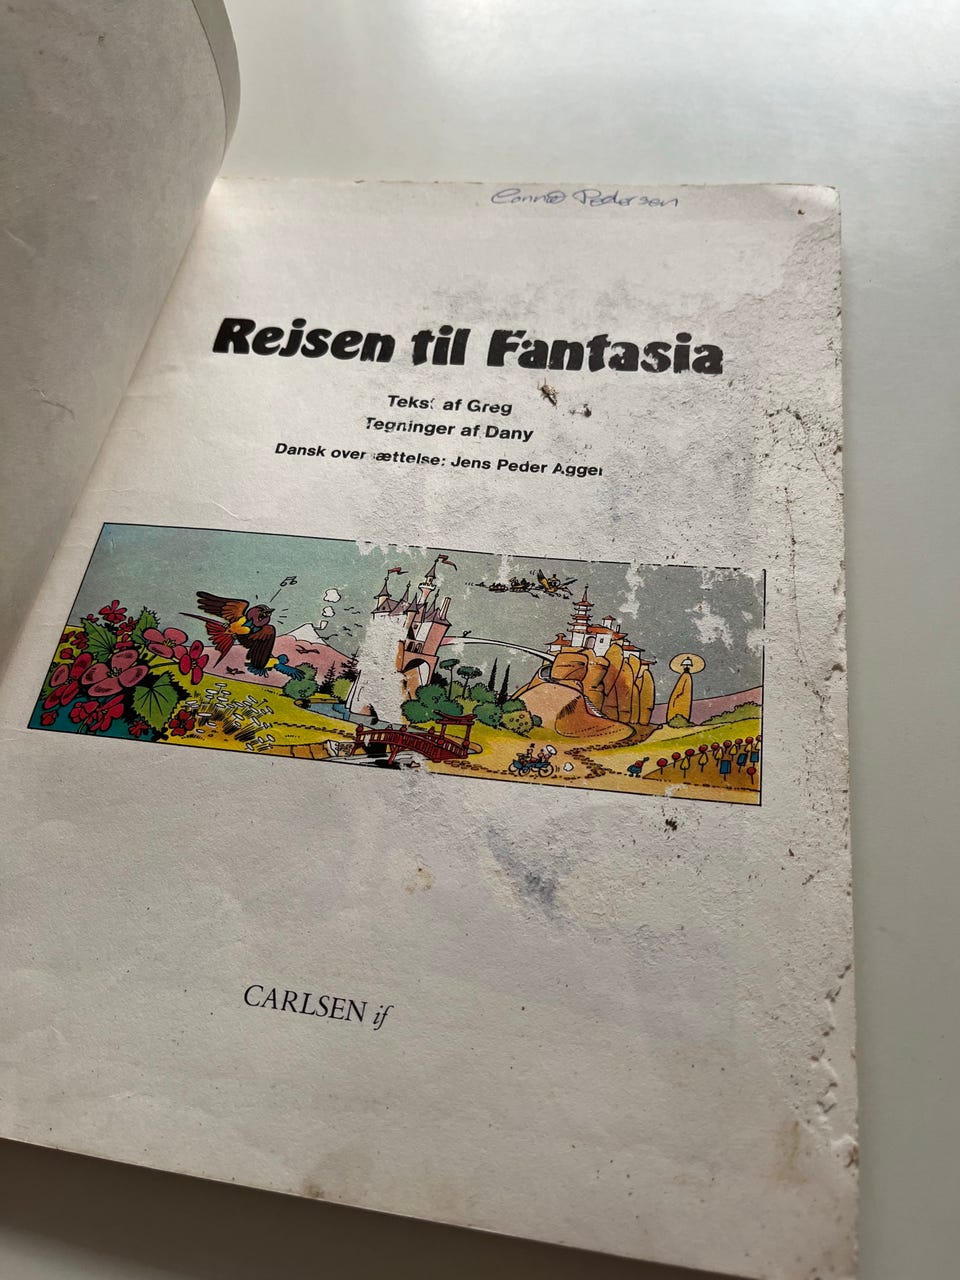 Pedersen
Rejsen til Fantasia
Tekst af Greg
Tegninger af Dany
Dansk oversættelse: Jens Peder Agger
CARLSEN if